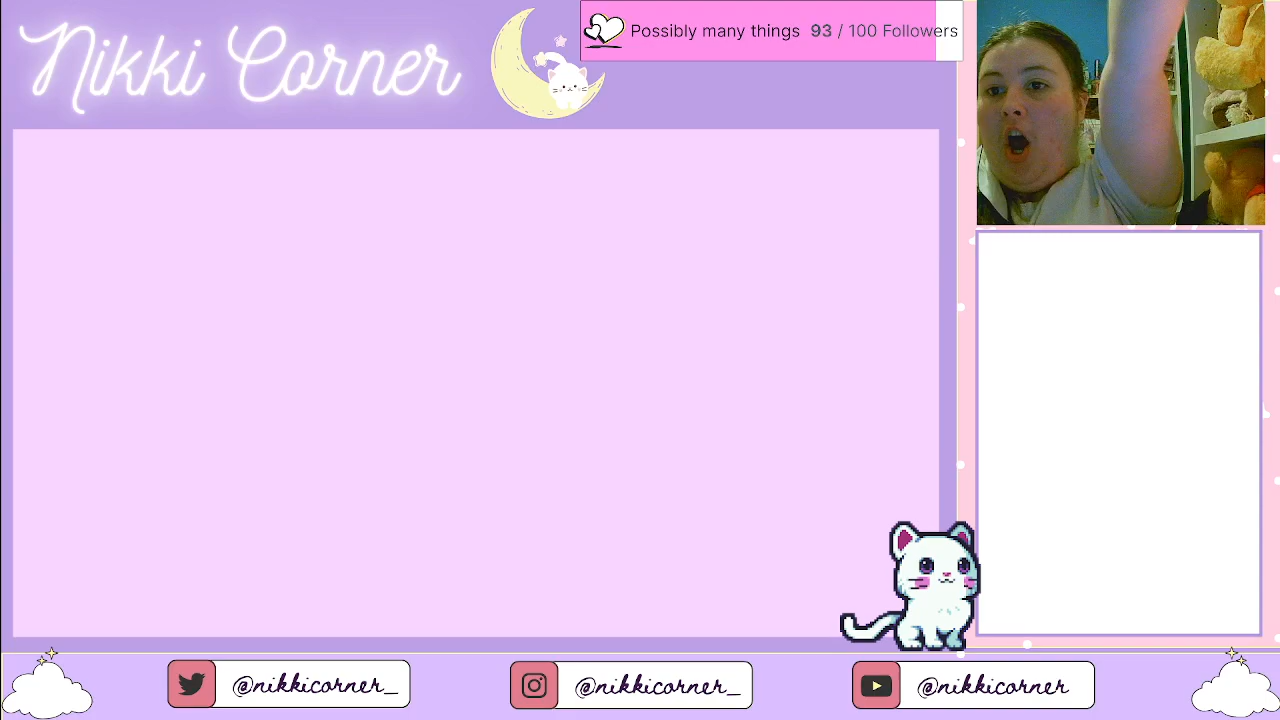 Nikki Corner
Possibly many things 93 / 100 Followers
@nikkicorner_
@nikkicorner_
@nikkicorner